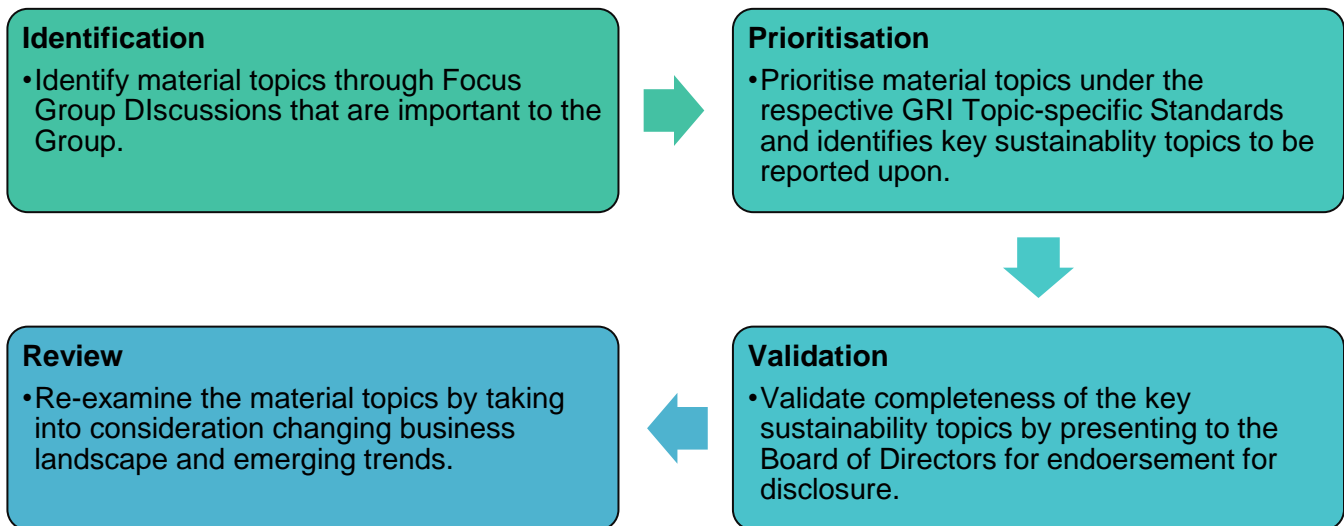 Identification
•Identify material topics through Focus
Group DIscussions that are important to the
Group.
Prioritisation
•Prioritise material topics under the
respective GRI Topic-specific Standards
and identifies key sustainablity topics to be
reported upon.
Validation
•Validate completeness of the key
sustainability topics by presenting to the
Board of Directors for endoersement for
disclosure.
Review
•Re-examine the material topics by taking
into consideration changing business
landscape and emerging trends.